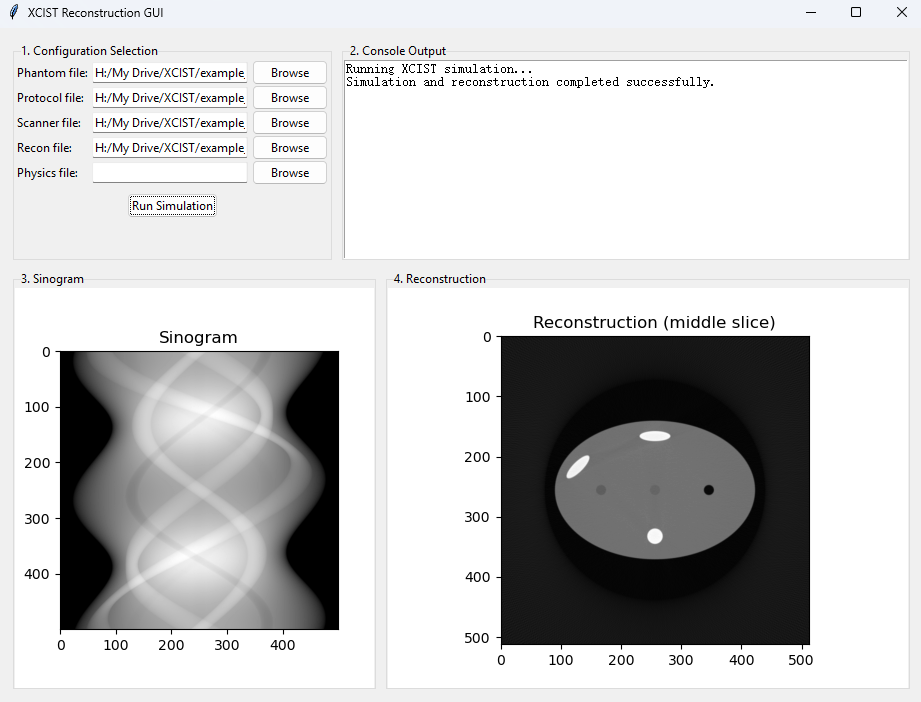 XCIST Reconstruction GUI
1. Configuration Selection
Phantom file: H:/My Drive/XCIST/example_ Browse
Protocol file: H:/My Drive/XCIST/example_ Browse
Scanner file: H:/My Drive/XCIST/example_ Browse
Recon file: H:/My Drive/XCIST/example_ Browse
Physics file: Browse
Run Simulation
2. Console Output
Running XCIST simulation...
Simulation and reconstruction completed successfully.
3. Sinogram
Sinogram
0
100
200
300
400
0 100 200 300 400
4. Reconstruction
Reconstruction (middle slice)
0
100
200
300
400
500
0 100 200 300 400 500